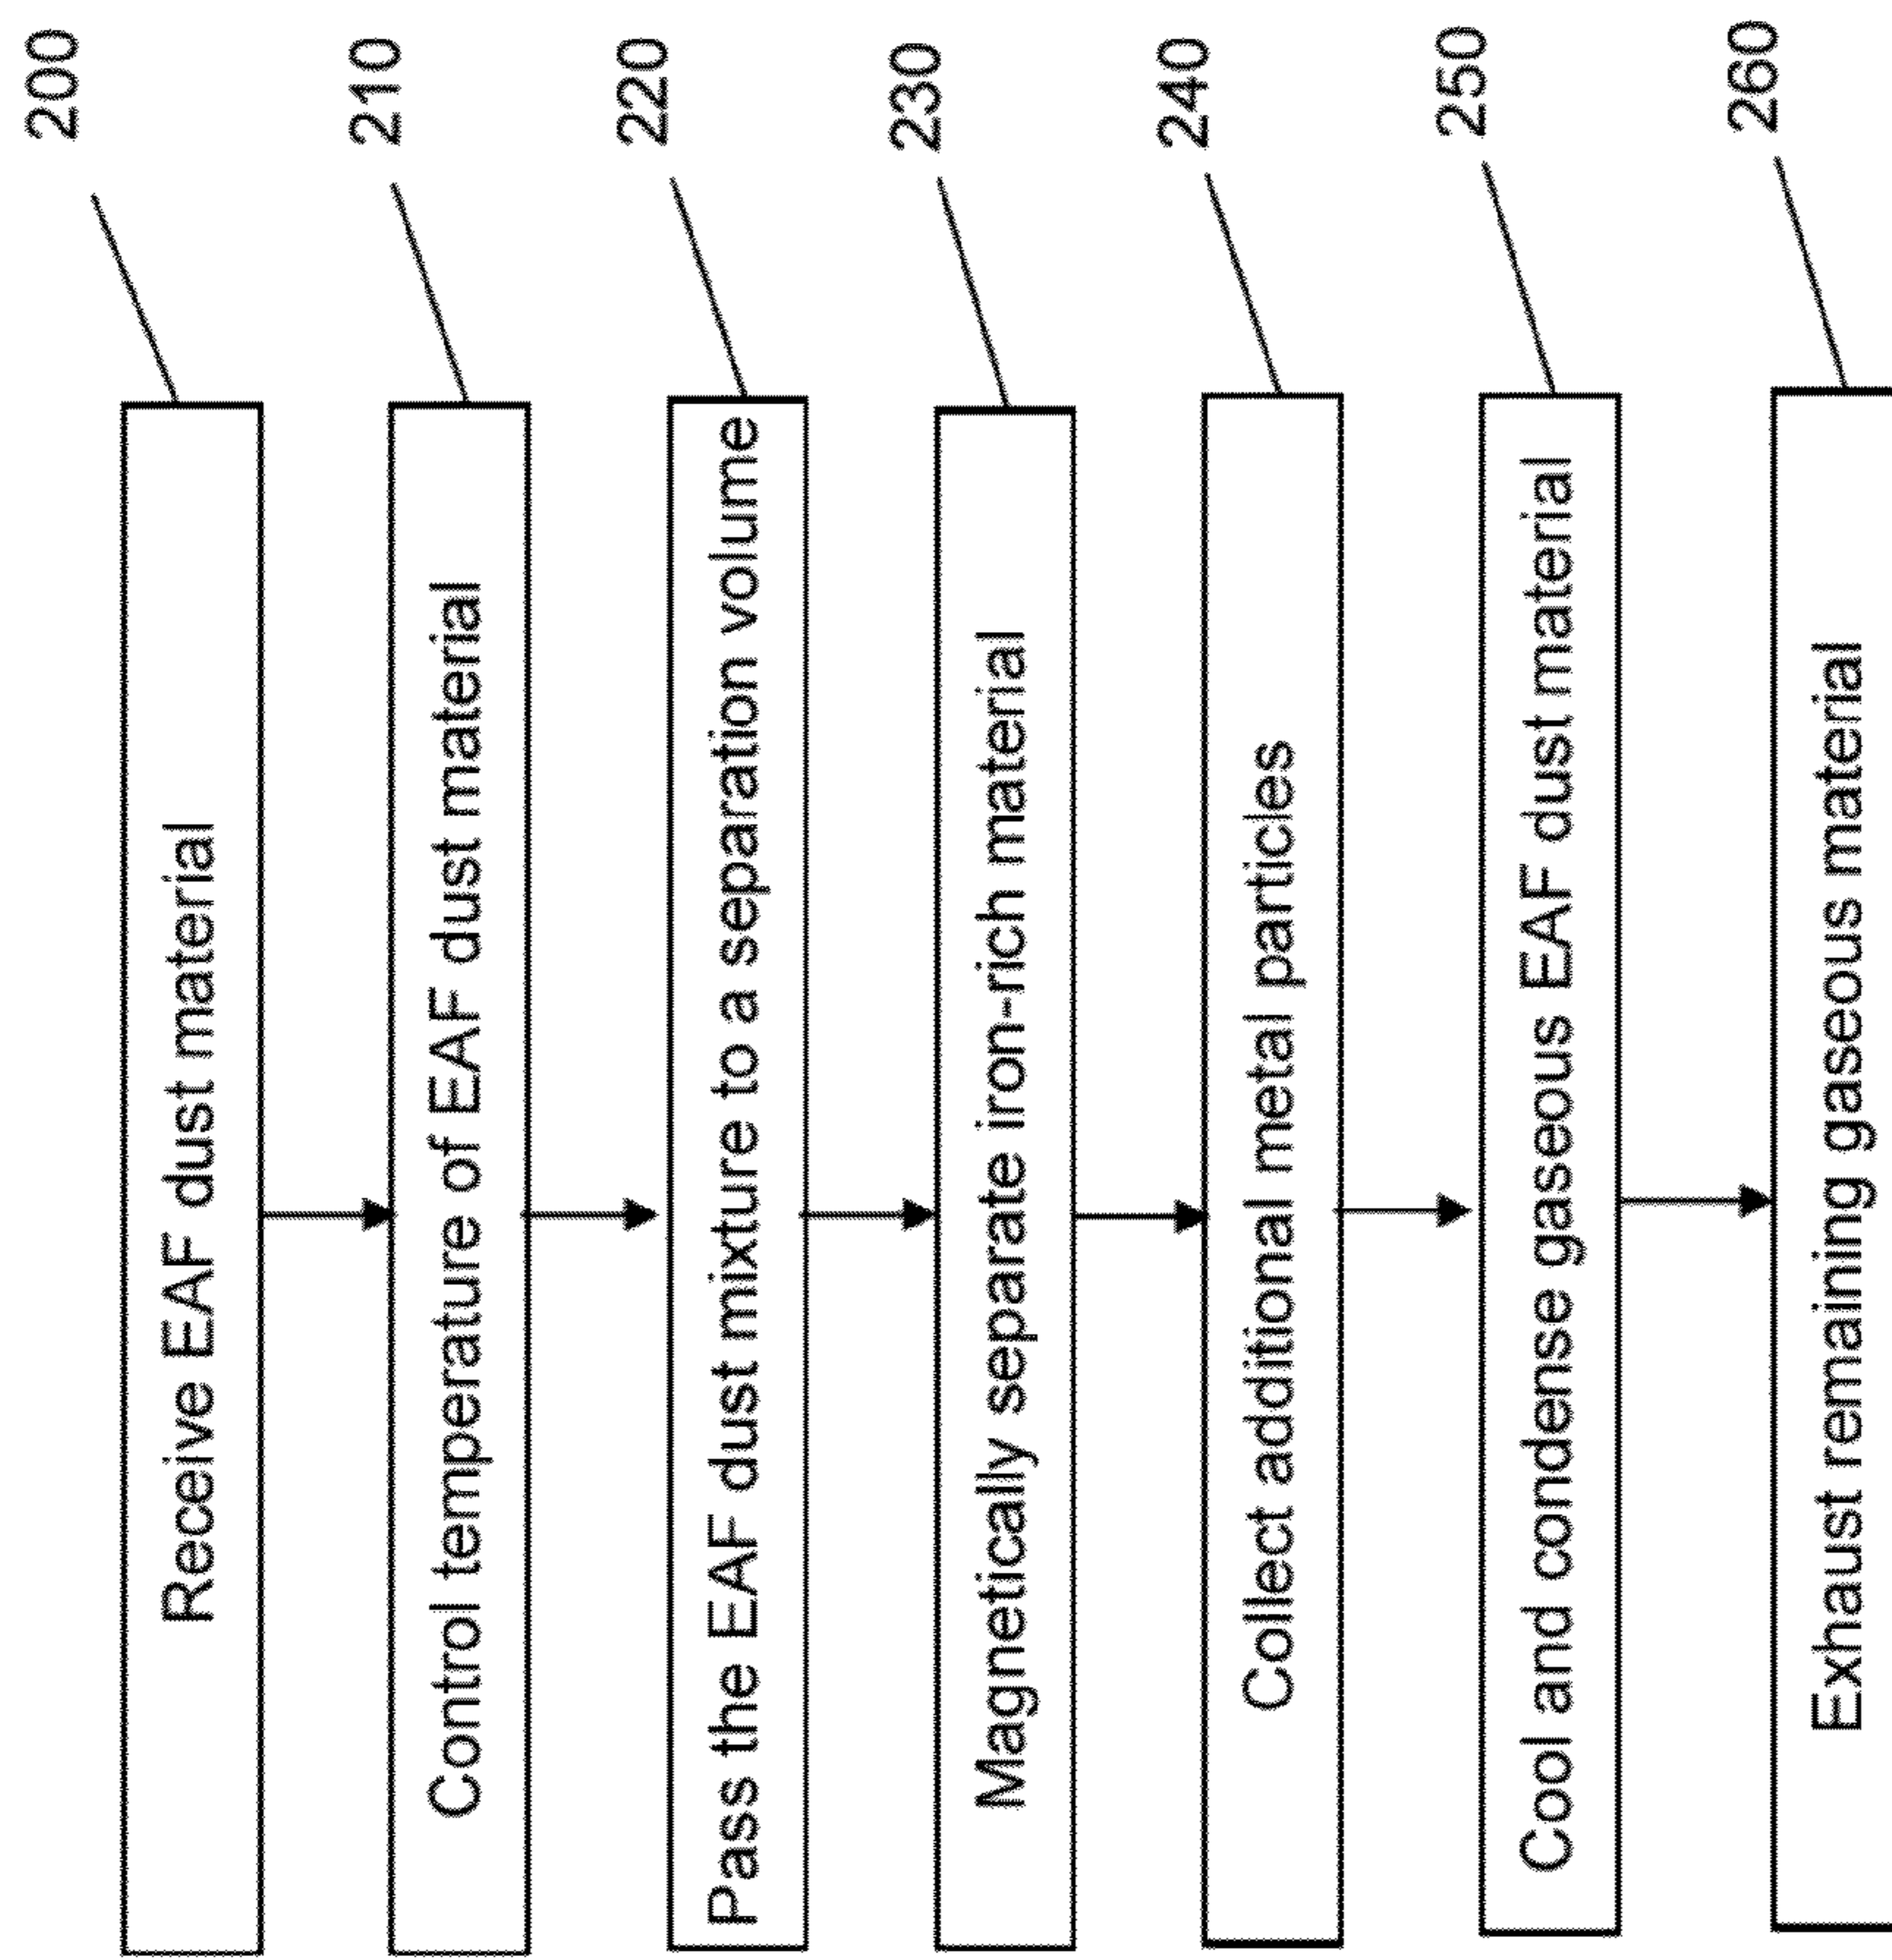 200
Receive EAF dust material
210
Control temperature of EAF dust material
220
Pass the EAF dust mixture to a separation volume
230
Magnetically separate iron-rich material
240
Collect additional metal particles
250
Cool and condense gaseous EAF dust material
260
Exhaust remaining gaseous material